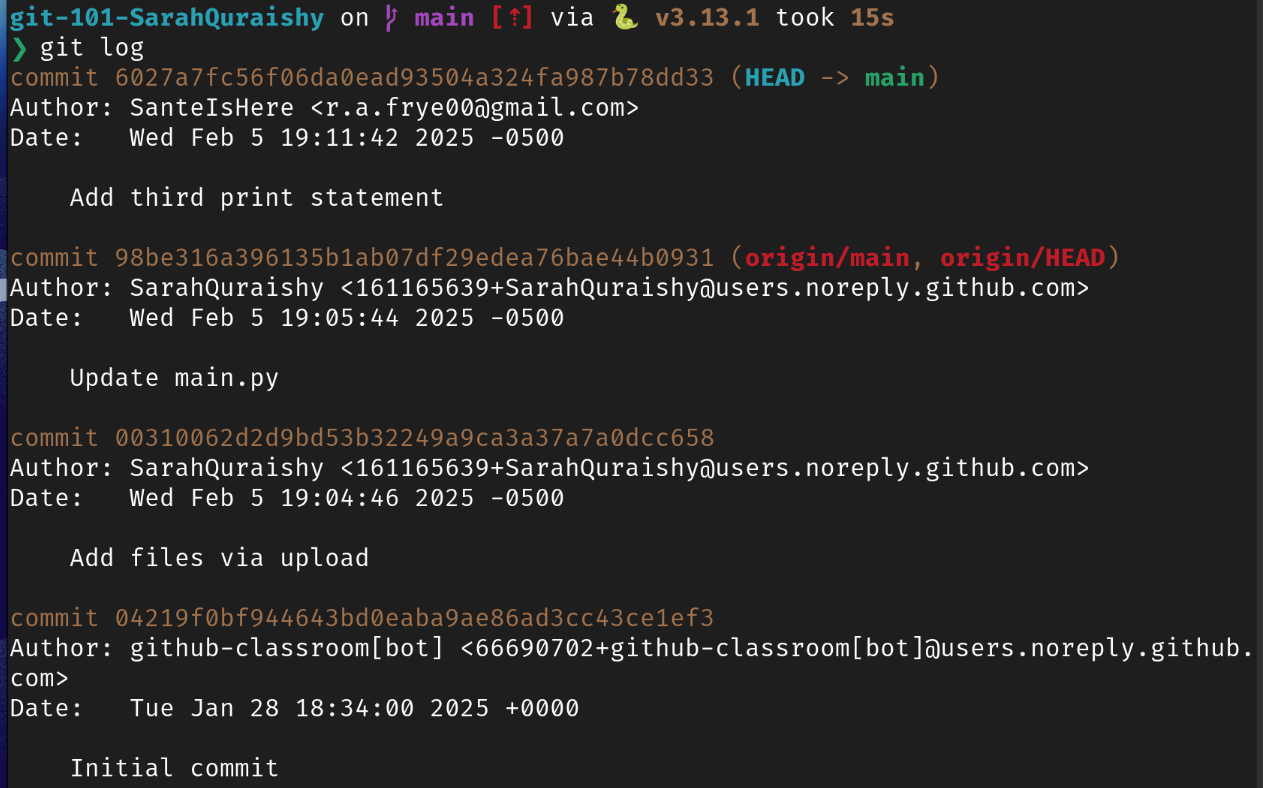 git-101-SarahQuraishy on main [⇡] via 🐍 v3.13.1 took 15s
❯ git log
commit 6027a7fc56f06da0ead93504a324fa987b78dd33 (HEAD -> main)
Author: SanteIsHere <r.a.frye00@gmail.com>
Date:   Wed Feb 5 19:11:42 2025 -0500
    Add third print statement
commit 98be316a396135b1ab07df29edea76bae44b0931 (origin/main, origin/HEAD)
Author: SarahQuraishy <161165639+SarahQuraishy@users.noreply.github.com>
Date:   Wed Feb 5 19:05:44 2025 -0500
    Update main.py
commit 00310062d2d9bd53b32249a9ca3a37a7a0dcc658
Author: SarahQuraishy <161165639+SarahQuraishy@users.noreply.github.com>
Date:   Wed Feb 5 19:04:46 2025 -0500
    Add files via upload
commit 04219f0bf944643bd0eaba9ae86ad3cc43ce1ef3
Author: github-classroom[bot] <66690702+github-classroom[bot]@users.noreply.github.
com>
Date:   Tue Jan 28 18:34:00 2025 +0000
    Initial commit